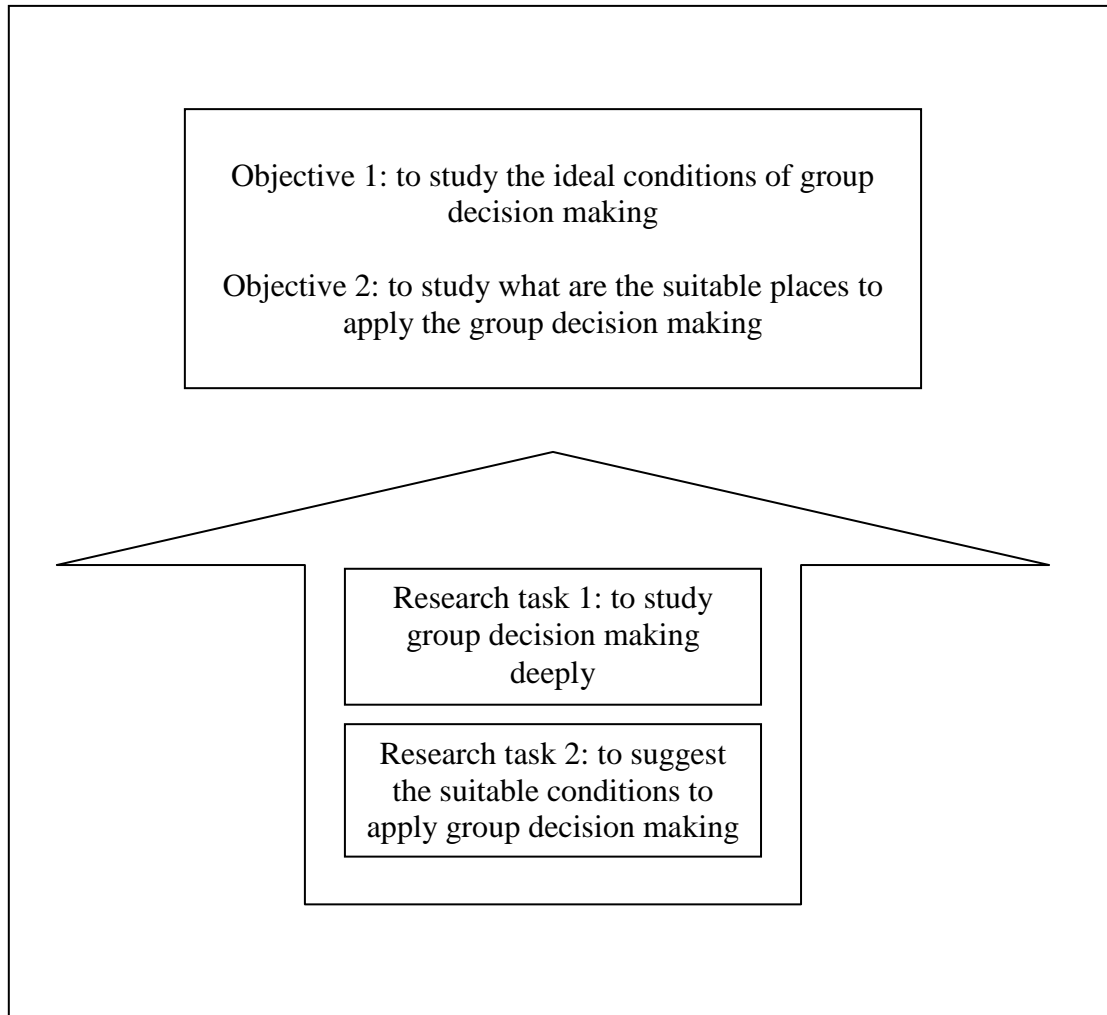 Objective 1: to study the ideal conditions of group
decision making
Objective 2: to study what are the suitable places to
apply the group decision making
Research task 1: to study
group decision making
deeply
Research task 2: to suggest
the suitable conditions to
apply group decision making